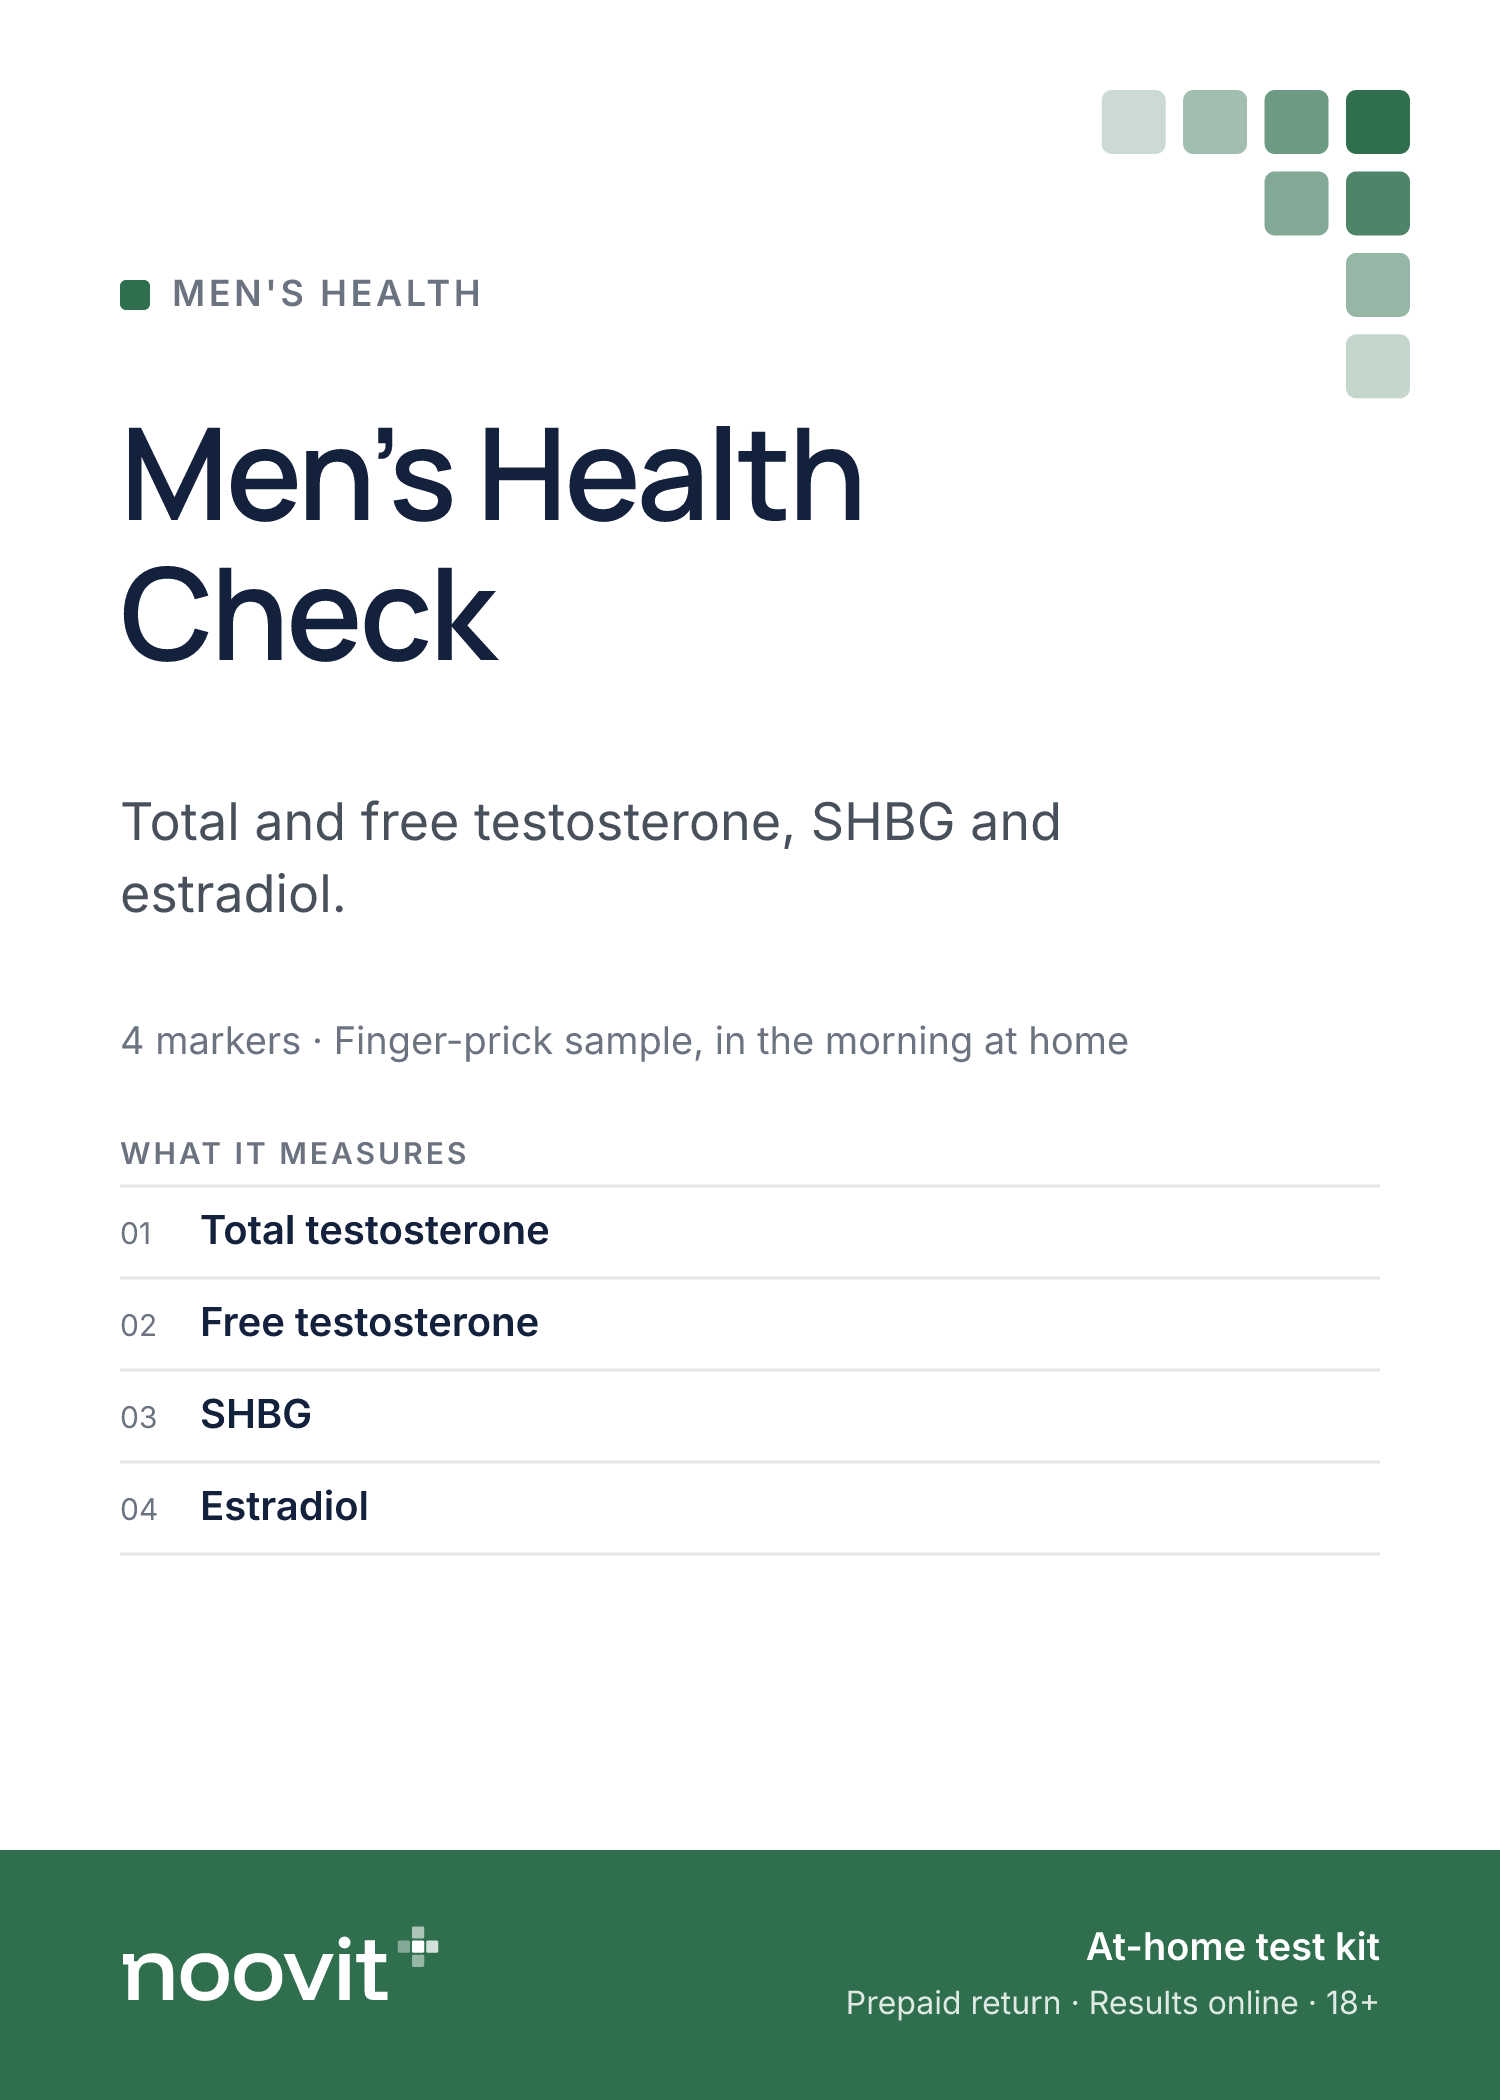 MEN'S HEALTH
Men’s Health
Check
Total and free testosterone, SHBG and
estradiol.
4 markers · Finger-prick sample, in the morning at home
WHAT IT MEASURES
01 Total testosterone
02 Free testosterone
03 SHBG
04 Estradiol
noovit
At-home test kit
Prepaid return · Results online · 18+